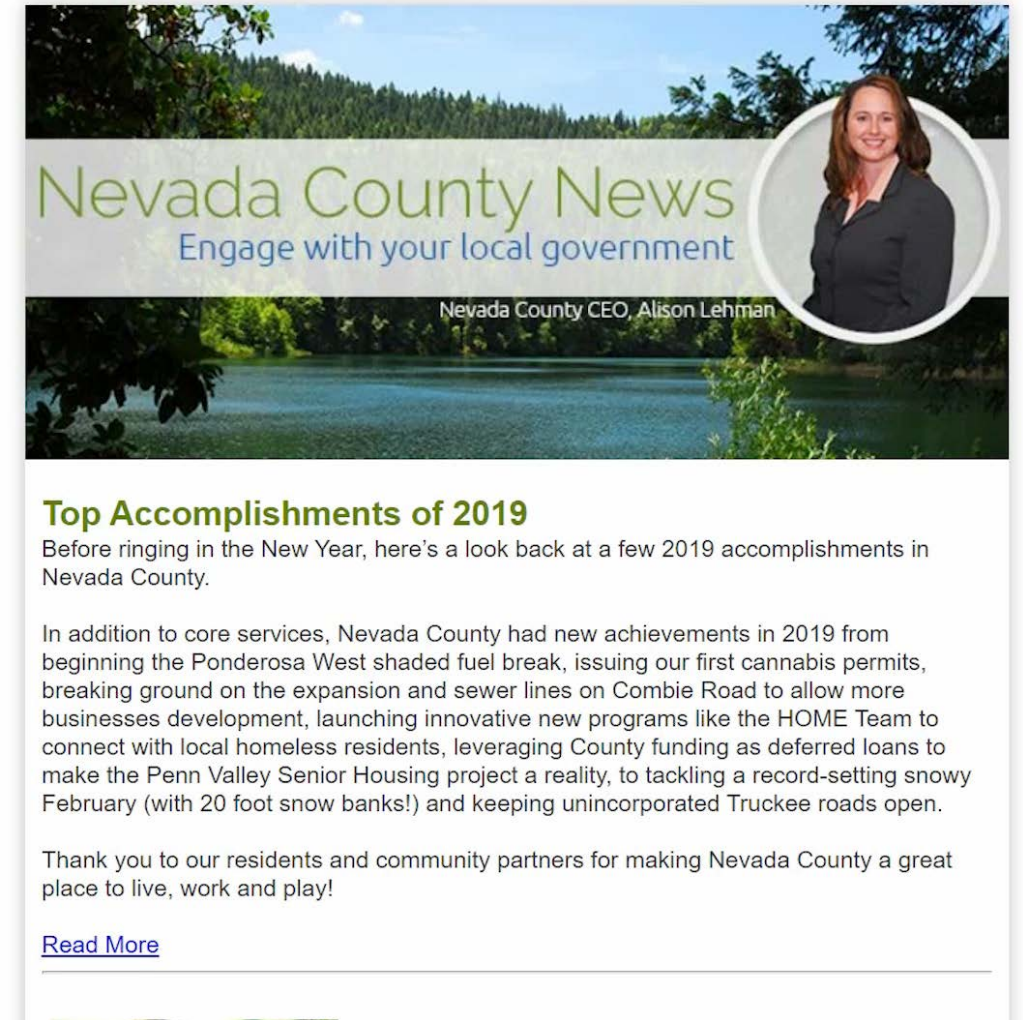 Nevada County News
Engage with your local government
Nevada County CEO, Alison Lehman
Top Accomplishments of 2019
Before ringing in the New Year, here’s a look back at a few 2019 accomplishments in
Nevada County.
In addition to core services, Nevada County had new achievements in 2019 from
beginning the Ponderosa West shaded fuel break, issuing our first cannabis permits,
breaking ground on the expansion and sewer lines on Combie Road to allow more
businesses development, launching innovative new programs like the HOME Team to
connect with local homeless residents, leveraging County funding as deferred loans to
make the Penn Valley Senior Housing project a reality, to tackling a record-setting snowy
February (with 20 foot snow banks!) and keeping unincorporated Truckee roads open.
Thank you to our residents and community partners for making Nevada County a great
place to live, work and play!
Read More